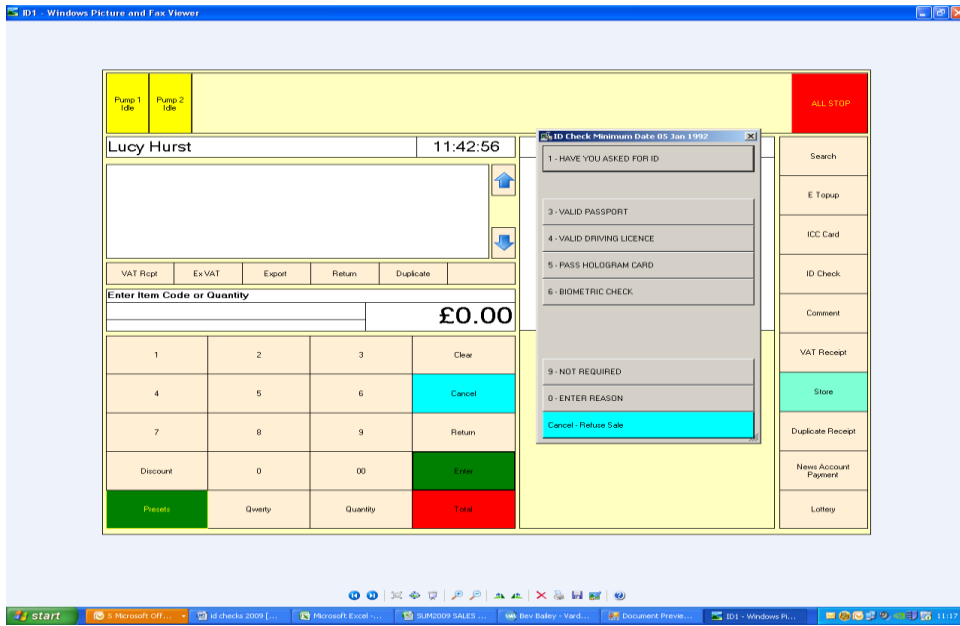 ID1 - Windows Picture and Fax Viewer
Pump 1
Idle
Pump 2
Idle
ALL STOP
Lucy Hurst
11:42:56
ID Check Minimum Date 05 Jan 1992
1 - HAVE YOU ASKED FOR ID
3 - VALID PASSPORT
4 - VALID DRIVING LICENCE
5 - PASS HOLOGRAM CARD
6 - BIOMETRIC CHECK
9 - NOT REQUIRED
0 - ENTER REASON
Cancel - Refuse Sale
Search
E Topup
ICC Card
ID Check
Comment
VAT Receipt
Store
Duplicate Receipt
News Account
Payment
Lottery
VAT Rcpt
Ex VAT
Export
Return
Duplicate
Enter Item Code or Quantity
£0.00
1
2
3
Clear
4
5
6
Cancel
7
8
9
Return
Discount
0
00
Enter
Presets
Qwerty
Quantity
Total
start
5 Microsoft Off...
id checks 2009 [...
Microsoft Excel -...
SUM2009 SALES ...
Bev Bailey - Vard...
Document Previe...
ID1 - Windows Pi...
11:17